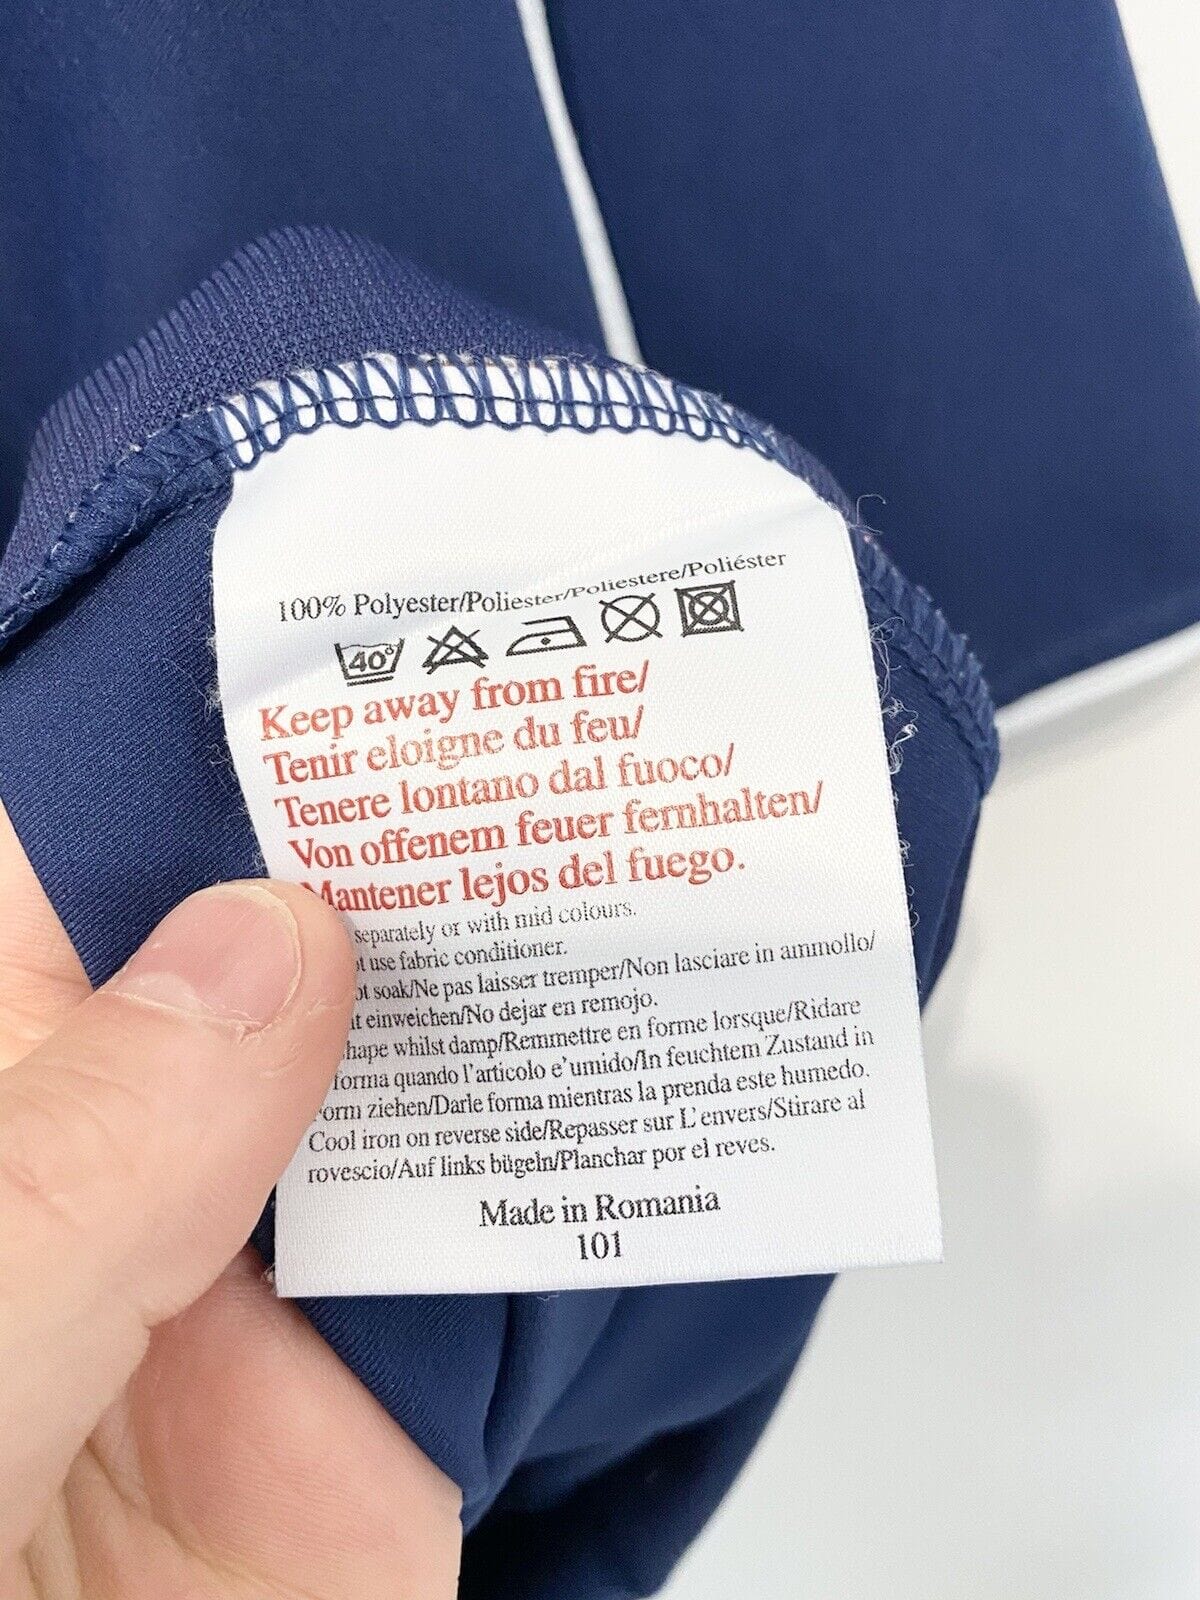 100% Polyester/Poliester/Poliestere/Poliéster
40°
Keep away from fire/
Tenir eloigne du feu/
Tenere lontano dal fuoco/
Von offenem feuer fernhalten/
Mantener lejos del fuego.
separately or with mid colours.
use fabric conditioner.
soak/Ne pas laisser tremper/Non lasciare in ammollo/
einweichen/No dejar en remojo.
whilst damp/Remmettre en forme lorsque/Ridare
forma quando l'articolo e'umido/In feuchtem Zustand in
ziehen/Darle forma mientras la prenda este humedo.
Cool iron on reverse side/Repasser sur L'envers/Stirare al
rovescio/Auf links bügeln/Planchar por el reves.
Made in Romania
101